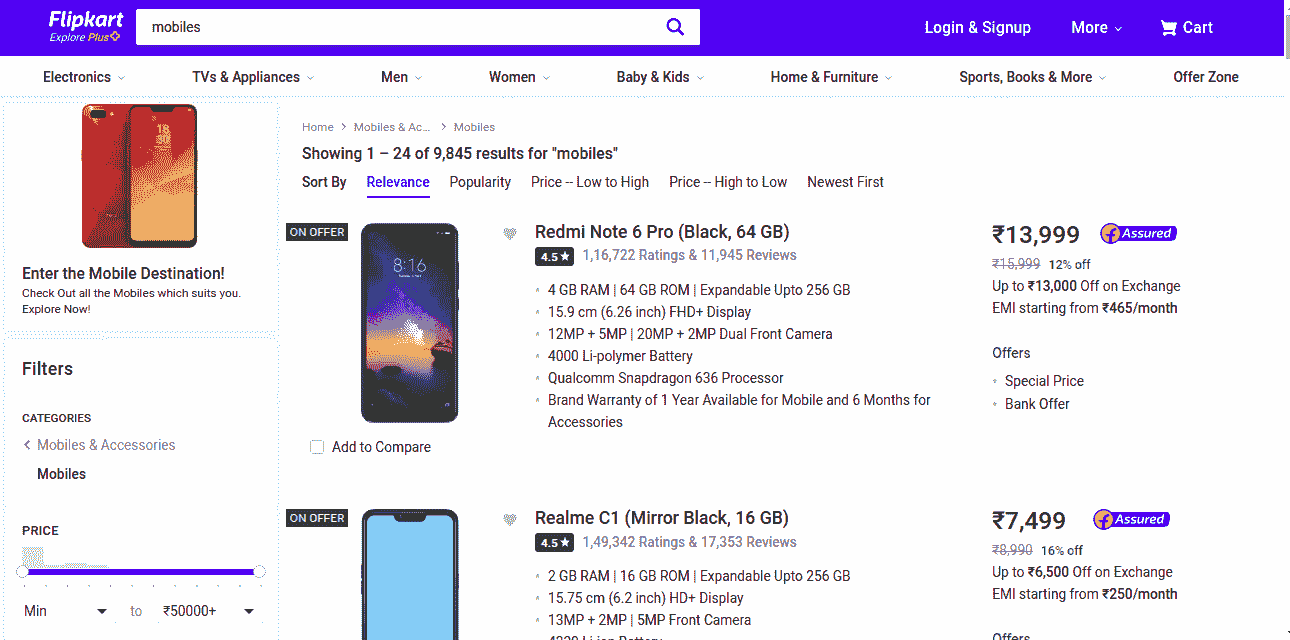 Flipkart
Explore Plus
mobiles
Login & Signup
More
Cart
Electronics
TVs & Appliances
Men
Women
Baby & Kids
Home & Furniture
Sports, Books & More
Offer Zone
18
30
Enter the Mobile Destination!
Check Out all the Mobiles which suits you.
Explore Now!
Filters
CATEGORIES
Mobiles & Accessories
Mobiles
PRICE
Min
to
₹50000+
Home > Mobiles & Ac... > Mobiles
Showing 1 – 24 of 9,845 results for "mobiles"
Sort By Relevance Popularity Price -- Low to High Price -- High to Low Newest First
ON OFFER
8:16
Add to Compare
Redmi Note 6 Pro (Black, 64 GB)
4.5★ 1,16,722 Ratings & 11,945 Reviews
4 GB RAM | 64 GB ROM | Expandable Upto 256 GB
15.9 cm (6.26 inch) FHD+ Display
12MP + 5MP | 20MP + 2MP Dual Front Camera
4000 Li-polymer Battery
Qualcomm Snapdragon 636 Processor
Brand Warranty of 1 Year Available for Mobile and 6 Months for
Accessories
₹13,999
Assured
₹15,999 12% off
Up to ₹13,000 Off on Exchange
EMI starting from ₹465/month
Offers
Special Price
Bank Offer
ON OFFER
Realme C1 (Mirror Black, 16 GB)
4.5★ 1,49,342 Ratings & 17,353 Reviews
2 GB RAM | 16 GB ROM | Expandable Upto 256 GB
15.75 cm (6.2 inch) HD+ Display
13MP + 2MP | 5MP Front Camera
₹7,499
Assured
₹8,990 16% off
Up to ₹6,500 Off on Exchange
EMI starting from ₹250/month
Offers